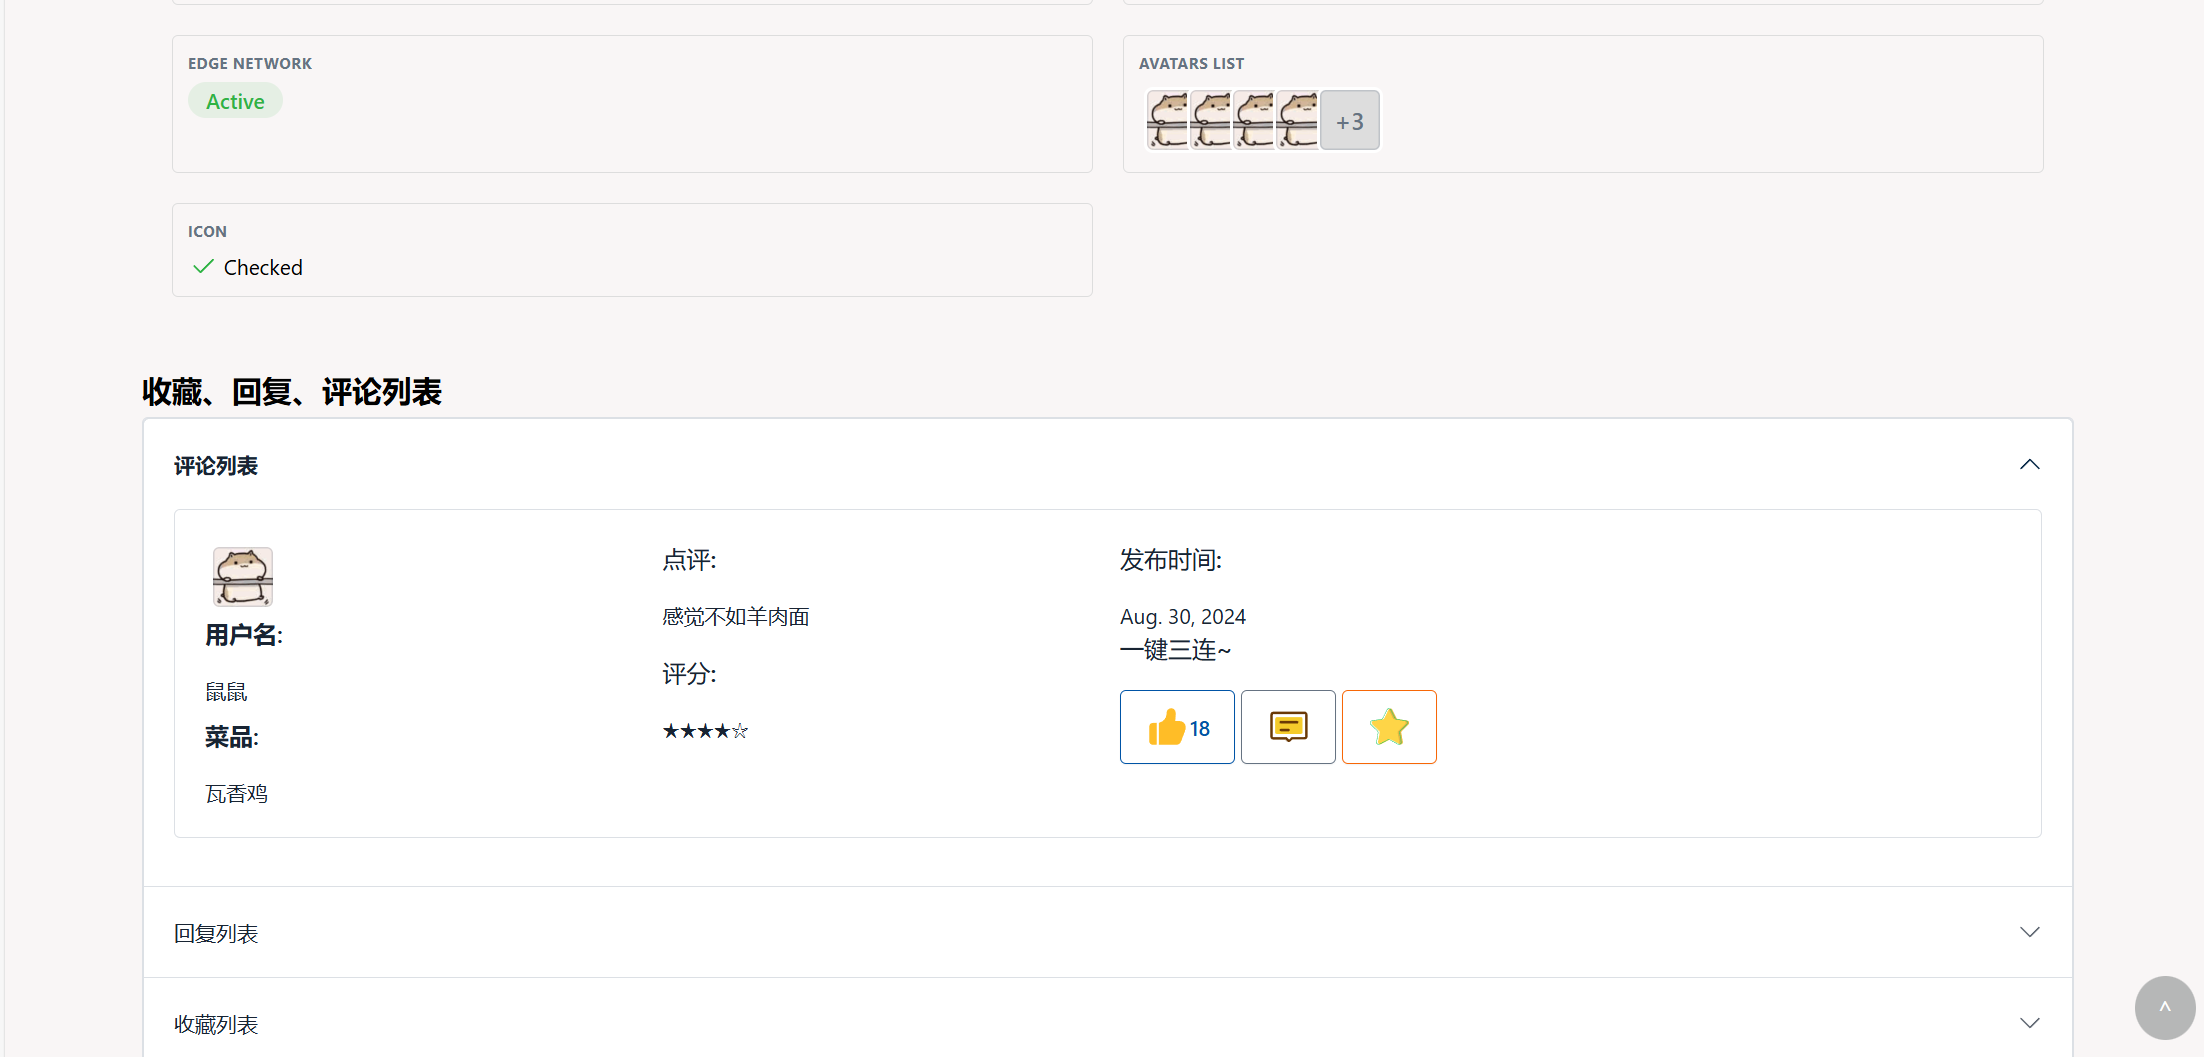 EDGE NETWORK
Active
AVATARS LIST
+3
ICON
Checked
收藏、回复、评论列表
评论列表
用户名:
鼠鼠
菜品:
瓦香鸡
点评:
感觉不如羊肉面
评分:
★★★★☆
发布时间:
Aug. 30, 2024
一键三连~
18
回复列表
收藏列表
^